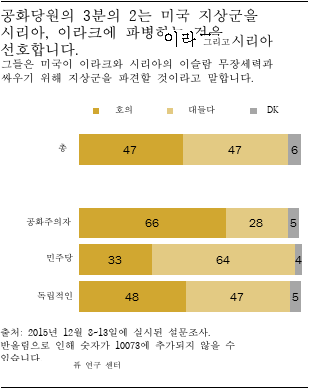 공화당원의 3분의 2는 미국 지상군을
시리아, 이라크에 파병하는 것을
이라 그리고 시리아
선호합니다.
그들은 미국이 이라크와 시리아의 이슬람 무장세력과
싸우기 위해 지상군을 파견할 것이라고 말합니다.
호의 대들다 DK
총 47 47 6
공화주의자 66 28 5
민주당 33 64 4
독립적인 48 47 5
출처: 2015년 12월 8-13일에 실시된 설문조사.
반올림으로 인해 숫자가 10073에 추가되지 않을 수
있습니다
퓨 연구 센터